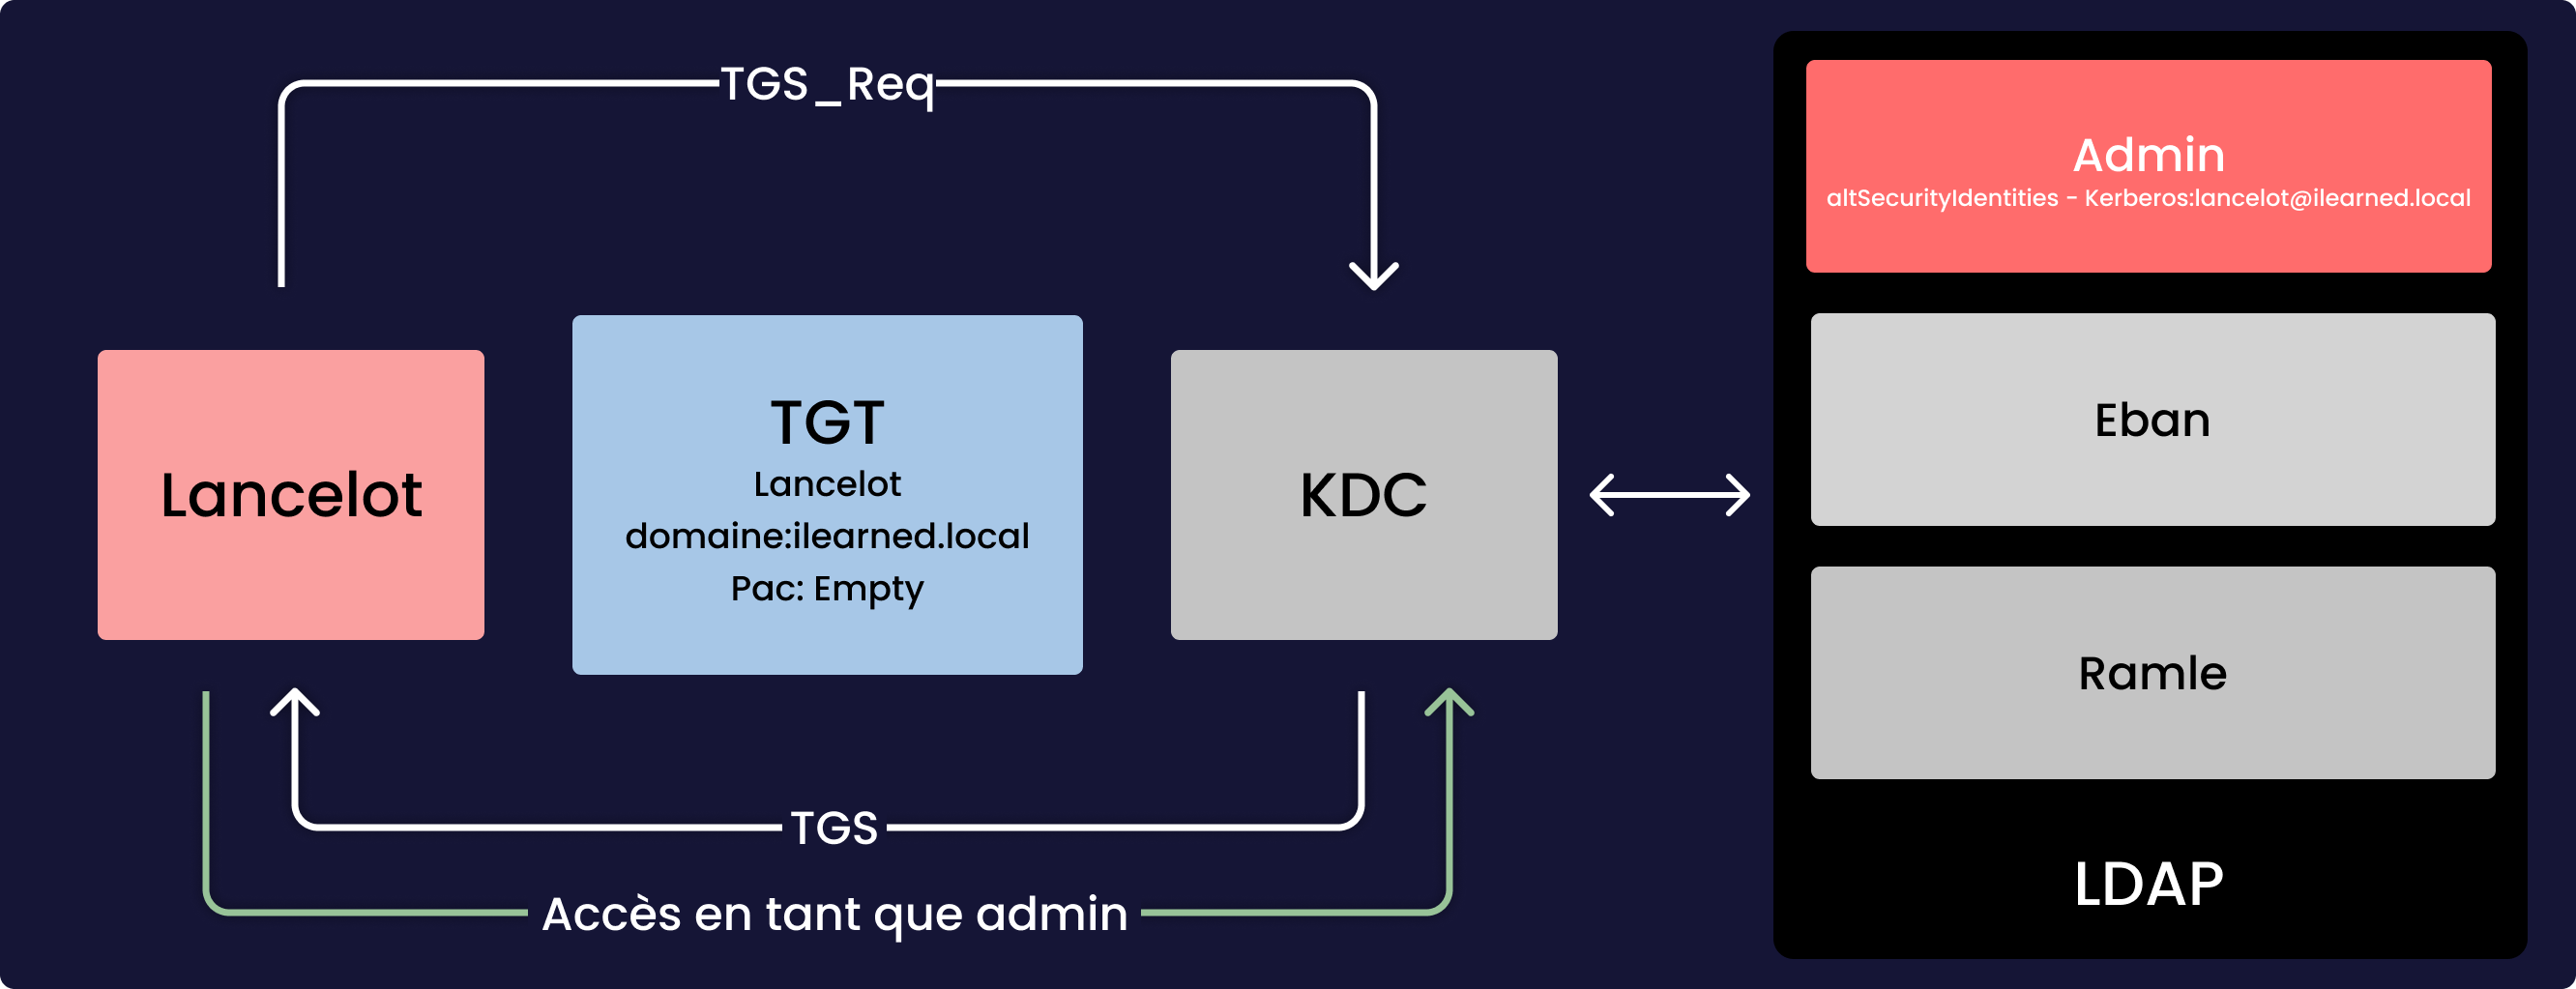 TGS_Req
Lancelot
TGT
Lancelot
domaine:ilearned.local
Pac: Empty
KDC
TGS
Accès en tant que admin
Admin
altSecurityIdentities - Kerberos:lancelot@ilearned.local
Eban
Ramle
LDAP